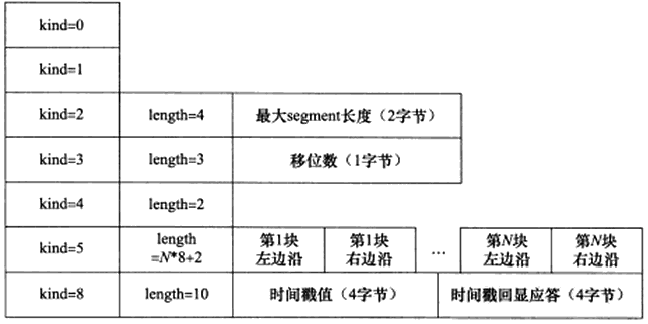 kind=0
kind=1
kind=2 length=4 最大segment长度（2字节）
kind=3 length=3 移位数（1字节）
kind=4 length=2
kind=5 length =N*8+2 第1块左边沿 第1块右边沿 … 第N块左边沿 第N块右边沿
kind=8 length=10 时间戳值（4字节） 时间戳回显应答（4字节）